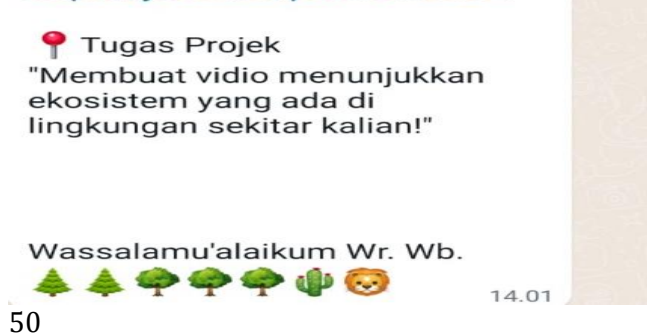 📍 Tugas Projek
"Membuat vidio menunjukkan
ekosistem yang ada di
lingkungan sekitar kalian!"
Wassalamu'alaikum Wr. Wb.
🌲🌲🌳🌳🌳🌵🦁
14.01
50